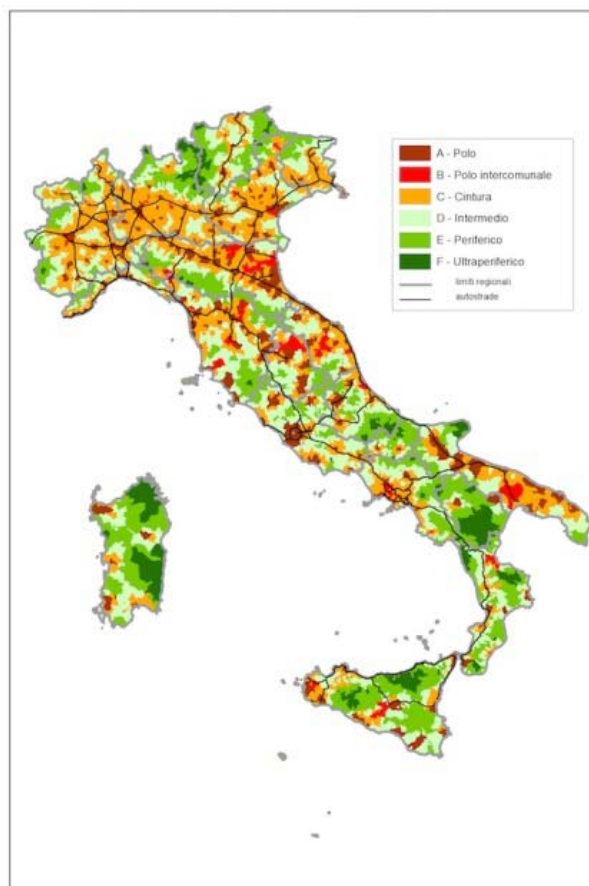 A - Polo
B - Polo intercomunale
C - Cintura
D - Intermedio
E - Periferico
F - Ultraperiferico
limiti regionali
autostrade